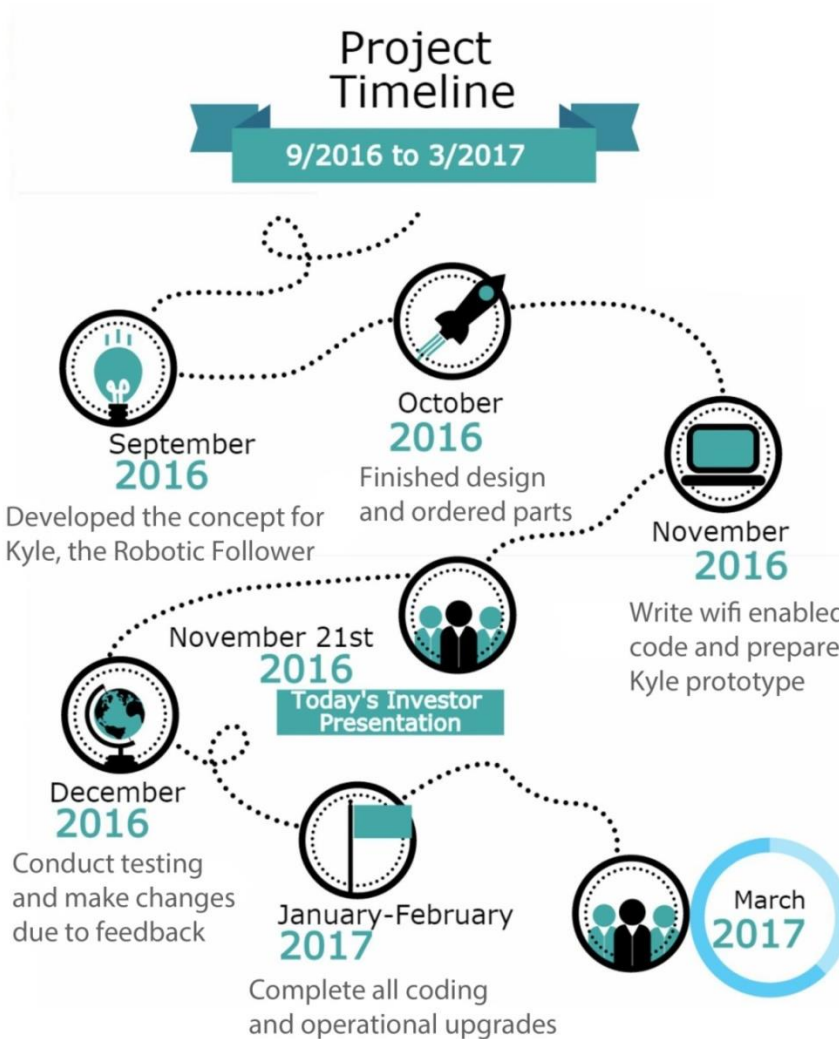 Project
Timeline
9/2016 to 3/2017
September
2016
Developed the concept for
Kyle, the Robotic Follower
October
2016
Finished design
and ordered parts
November
2016
Write wifi enabled
code and prepare
Kyle prototype
November 21st
2016
Today's Investor
Presentation
December
2016
Conduct testing
and make changes
due to feedback
January-February
2017
Complete all coding
and operational upgrades
March
2017